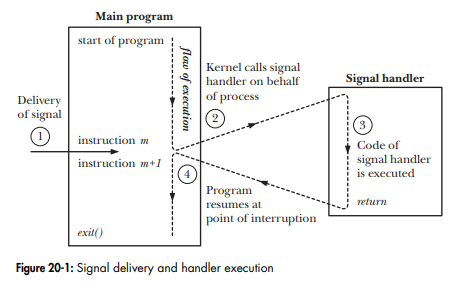 Main program
start of program
flow of execution
Kernel calls signal
handler on behalf
of process
Signal handler
Delivery
of signal
1
2
3
instruction m
instruction m+1
Code of
signal handler
is executed
4
Program
resumes at
point of interruption
return
exit()
Figure 20-1: Signal delivery and handler execution